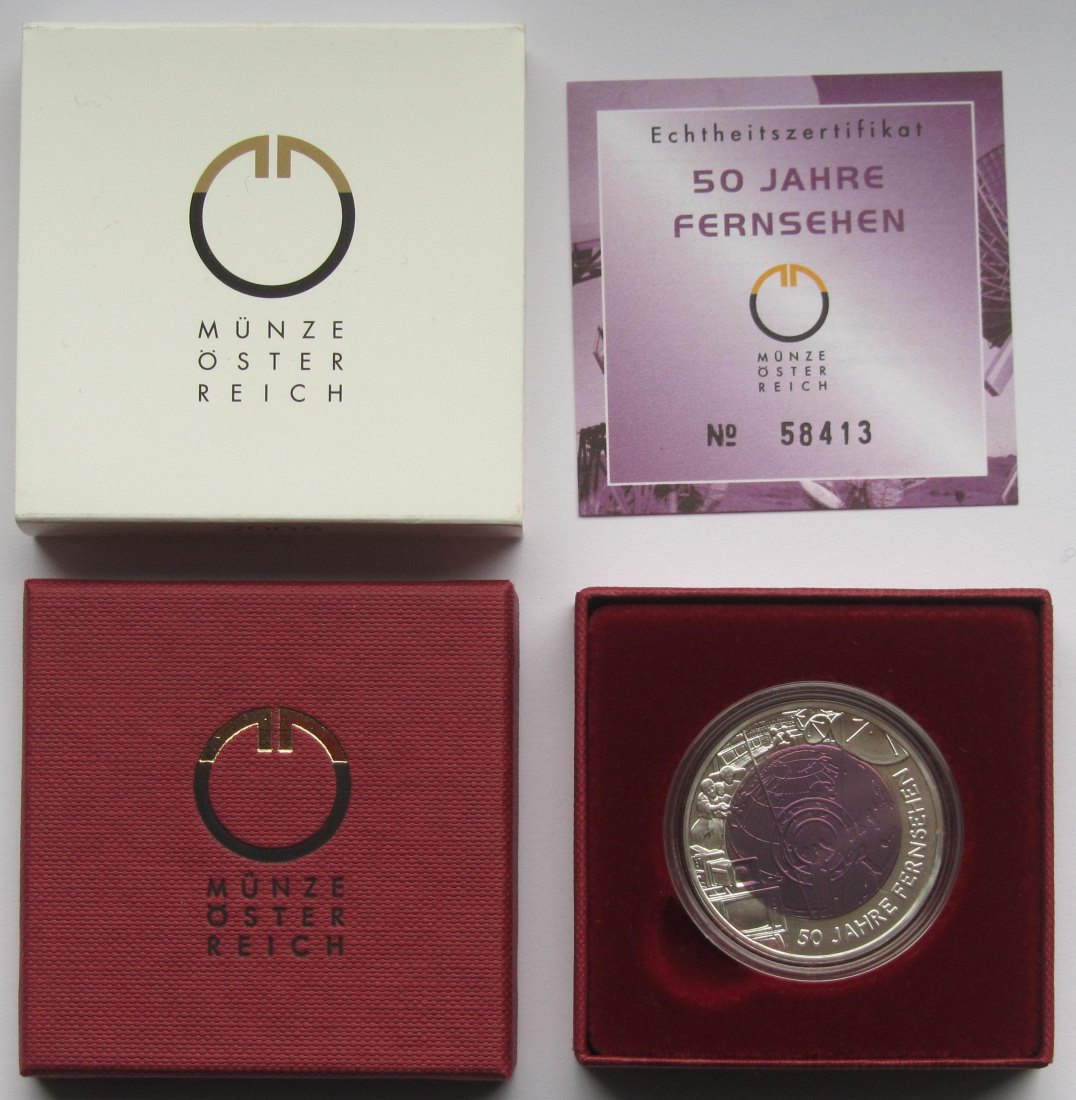 MÜNZE
ÖSTER
REICH
Echtheitszertifikat
50 JAHRE
FERNSEHEN
MÜNZE
ÖSTER
REICH
№ 58413
MÜNZE
ÖSTER
REICH
50 JAHRE FERNSEHEN